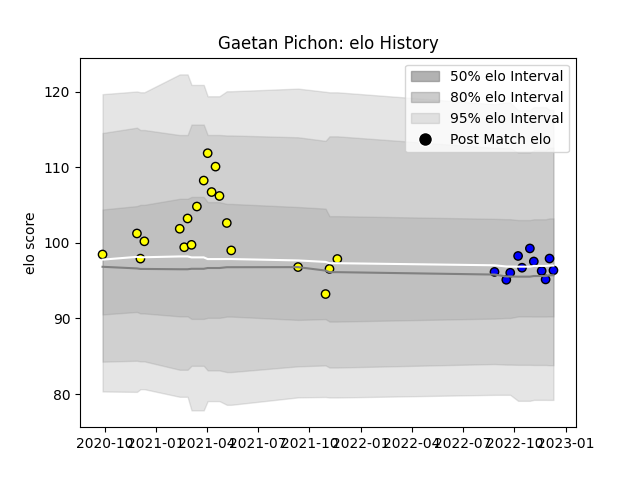 Gaetan Pichon: elo History
120
110
100
90
80
elo score
50% elo Interval
80% elo Interval
95% elo Interval
Post Match elo
2020-10 2021-01 2021-04 2021-07 2021-10 2022-01 2022-04 2022-07 2022-10 2023-01